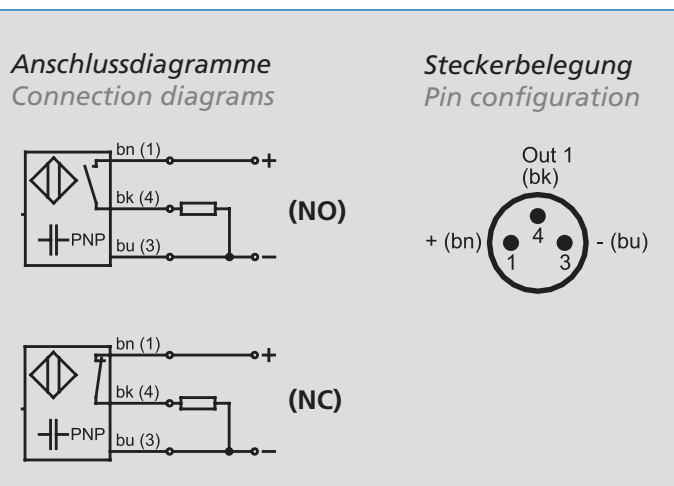 Anschlussdiagramme
Connection diagrams
bn (1)
+
bk (4)
(NO)
PNP
bu (3)
−
bn (1)
+
bk (4)
(NC)
PNP
bu (3)
−
Steckerbelegung
Pin configuration
Out 1
(bk)
+ (bn)
4
- (bu)
1
3